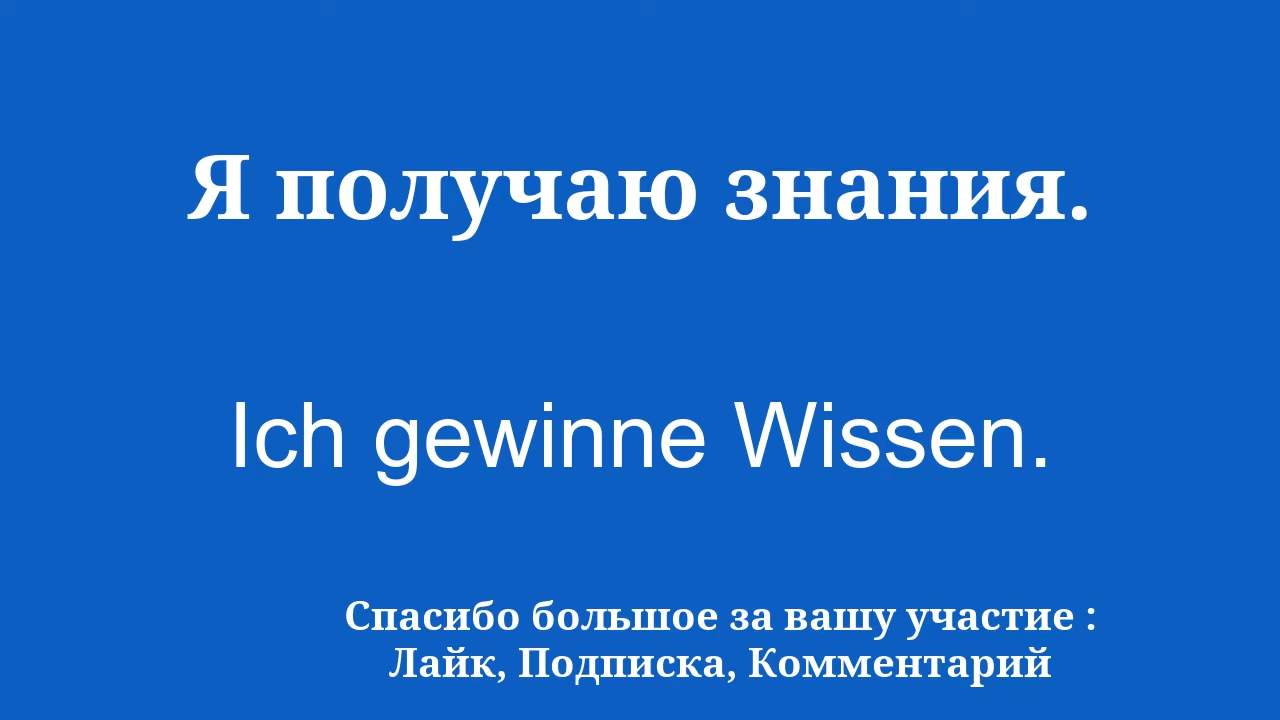 Я получаю знания.
Ich gewinne Wissen.
Спасибо большое за вашу участие :
Лайк, Подписка, Комментарий